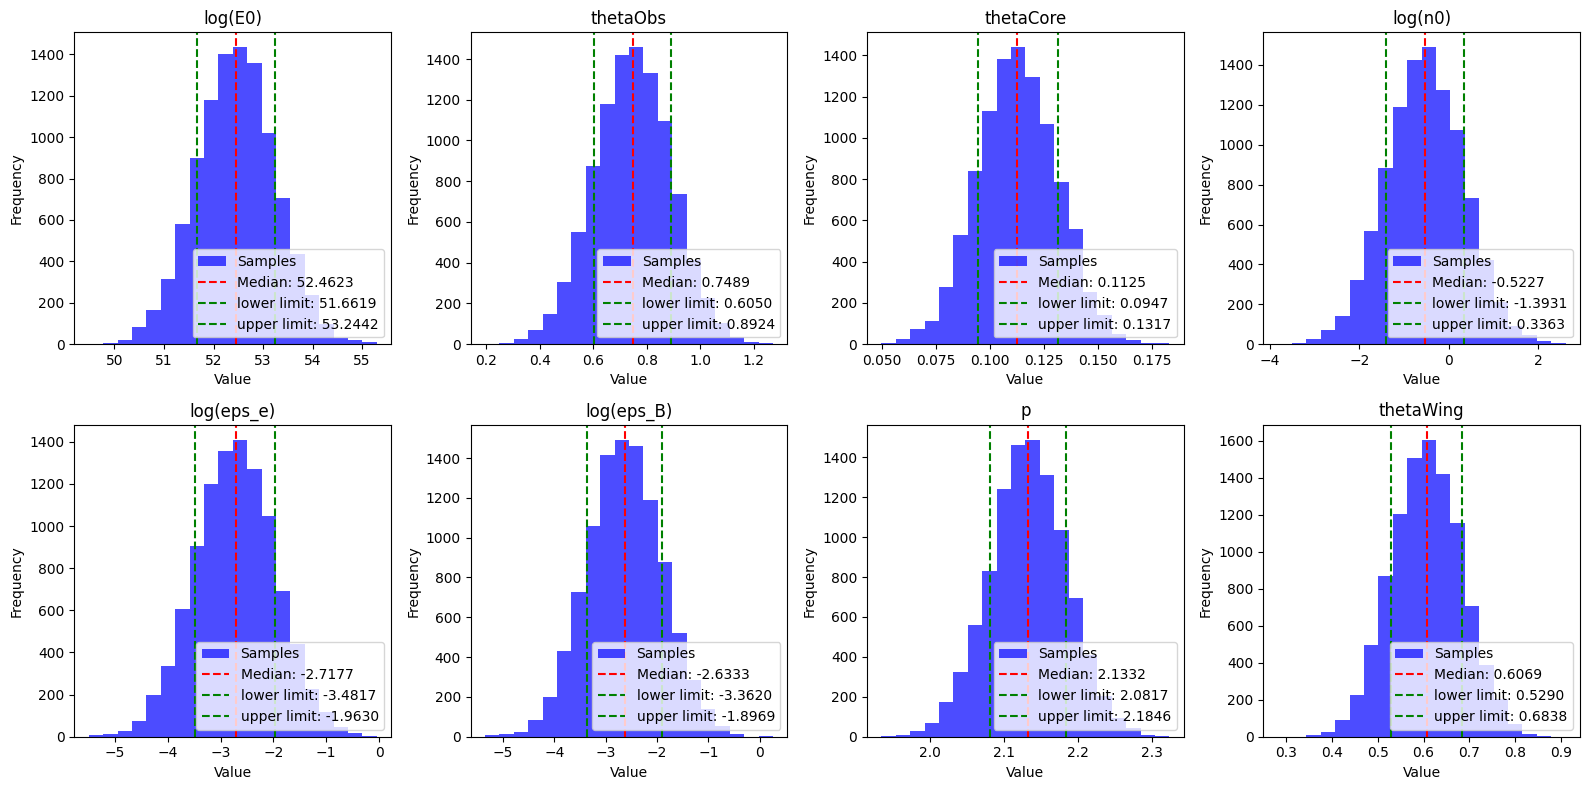 log(E0)
Frequency
1400
1200
1000
800
600
400
200
0
Samples
Median: 52.4623
lower limit: 51.6619
upper limit: 53.2442
50 51 52 53 54 55
Value
thetaObs
Frequency
1400
1200
1000
800
600
400
200
0
Samples
Median: 0.7489
lower limit: 0.6050
upper limit: 0.8924
0.2 0.4 0.6 0.8 1.0 1.2
Value
thetaCore
Frequency
1400
1200
1000
800
600
400
200
0
Samples
Median: 0.1125
lower limit: 0.0947
upper limit: 0.1317
0.050 0.075 0.100 0.125 0.150 0.175
Value
log(n0)
Frequency
1400
1200
1000
800
600
400
200
0
Samples
Median: -0.5227
lower limit: -1.3931
upper limit: 0.3363
−4 −2 0 2
Value
log(eps_e)
Frequency
1400
1200
1000
800
600
400
200
0
Samples
Median: -2.7177
lower limit: -3.4817
upper limit: -1.9630
−5 −4 −3 −2 −1 0
Value
log(eps_B)
Frequency
1400
1200
1000
800
600
400
200
0
Samples
Median: -2.6333
lower limit: -3.3620
upper limit: -1.8969
−5 −4 −3 −2 −1 0
Value
p
Frequency
1400
1200
1000
800
600
400
200
0
Samples
Median: 2.1332
lower limit: 2.0817
upper limit: 2.1846
2.0 2.1 2.2 2.3
Value
thetaWing
Frequency
1600
1400
1200
1000
800
600
400
200
0
Samples
Median: 0.6069
lower limit: 0.5290
upper limit: 0.6838
0.3 0.4 0.5 0.6 0.7 0.8 0.9
Value